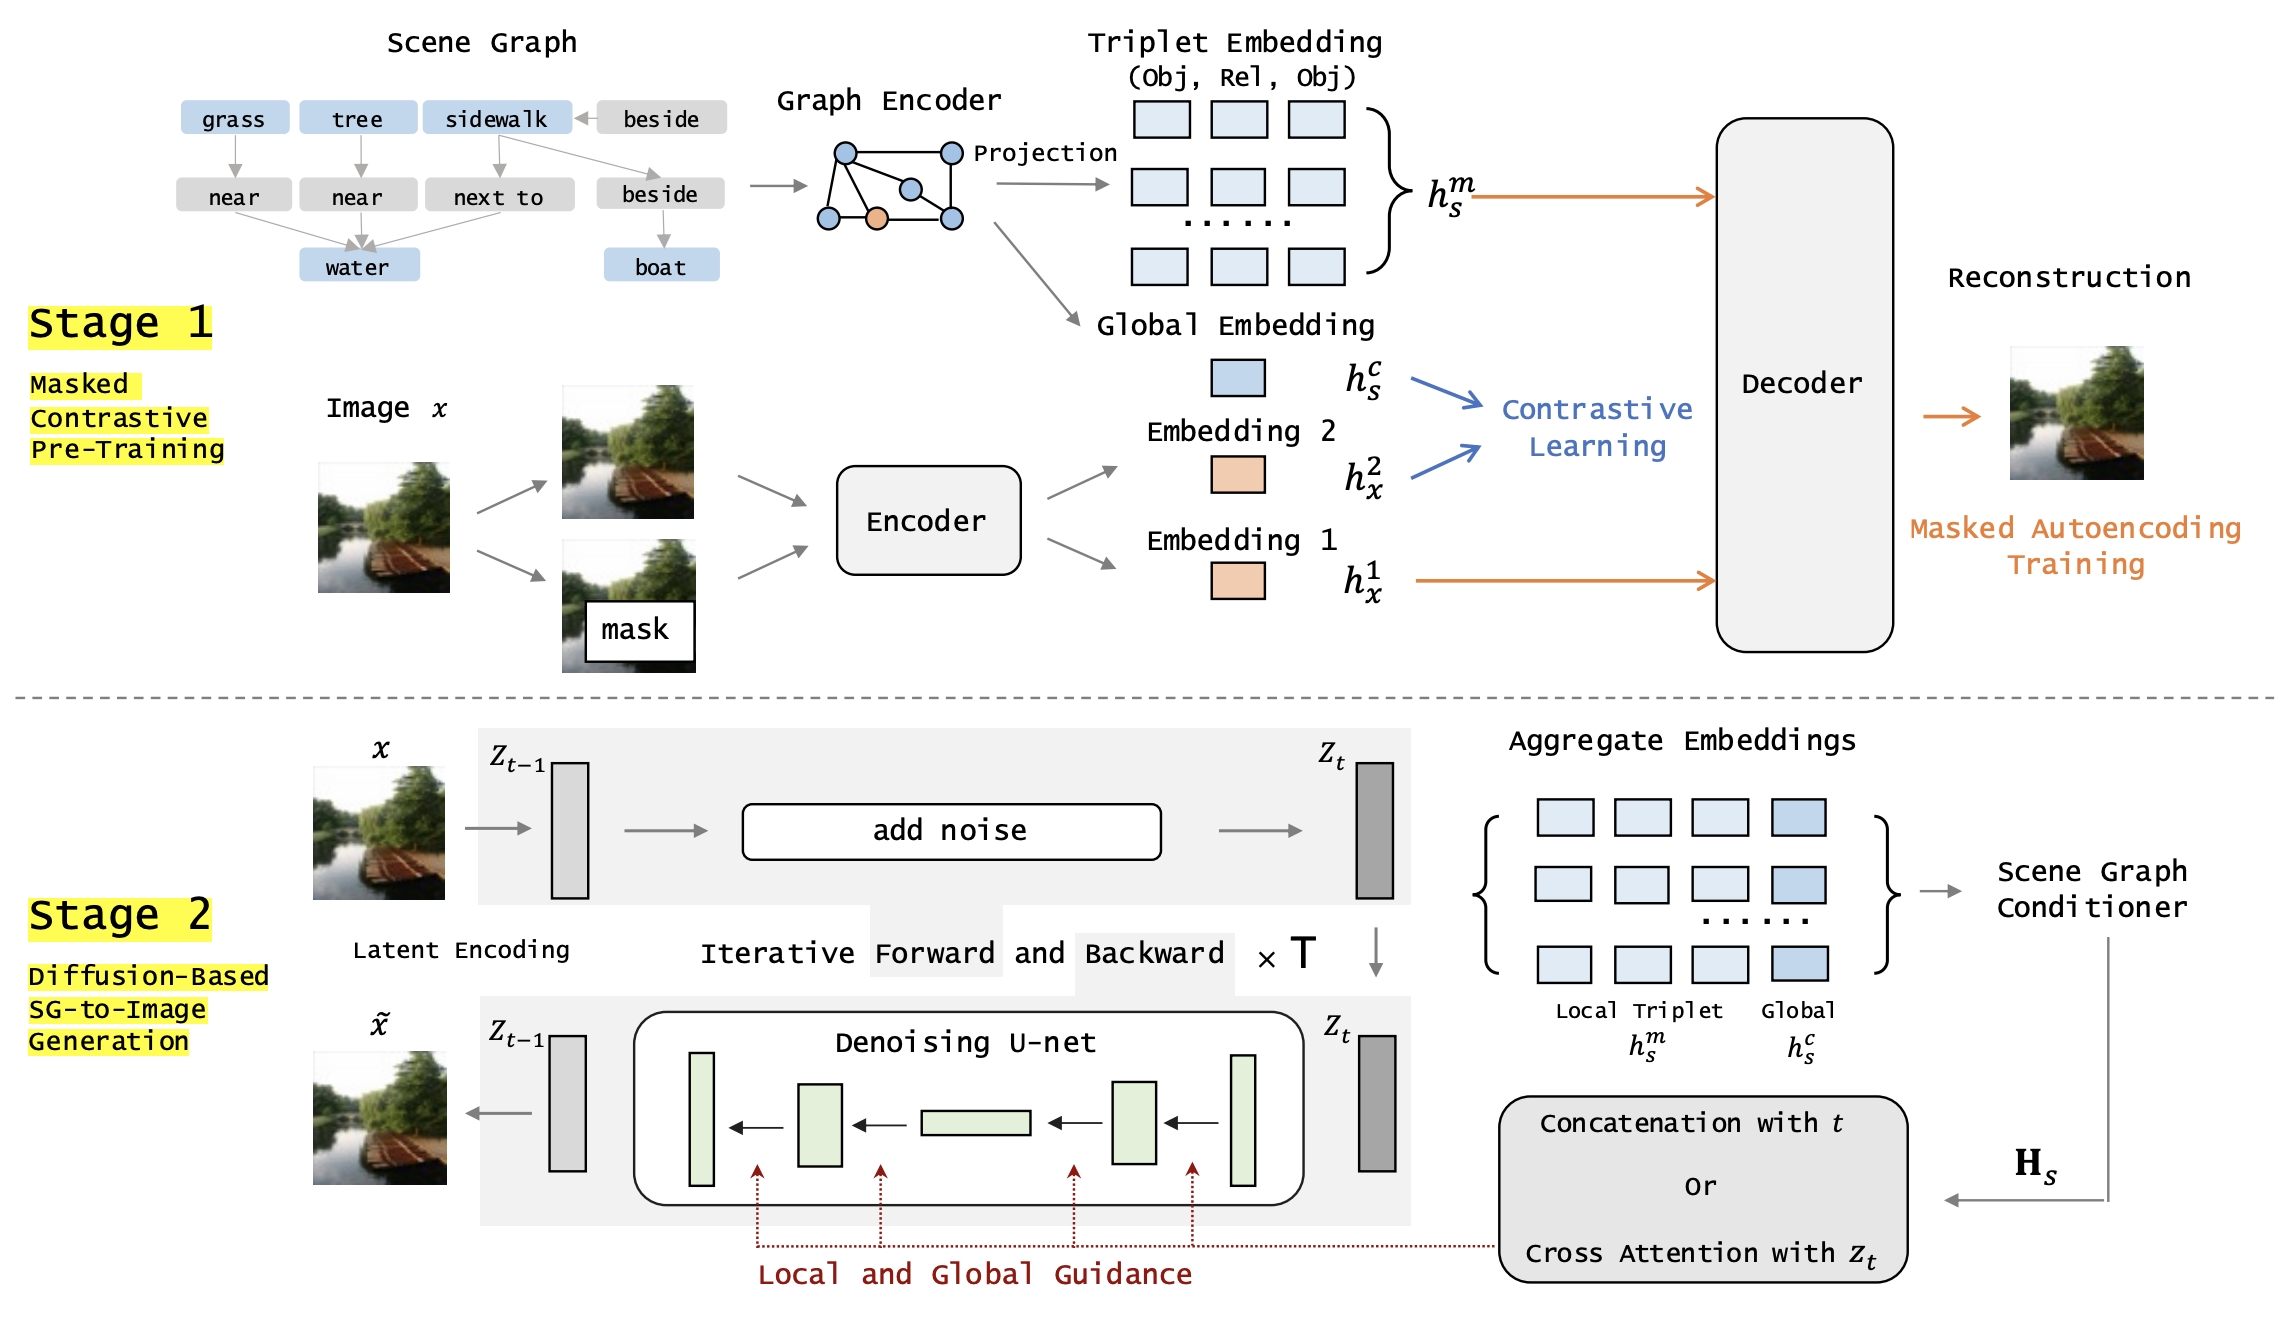 Scene Graph
grass
tree
sidewalk
beside
near
near
next to
beside
water
boat
Graph Encoder
Projection
Triplet Embedding
(Obj, Rel, Obj)
. . . . . .
h_s^m
Global Embedding
h_s^c
Embedding 2
h_x^2
Embedding 1
h_x^1
Contrastive
Learning
Decoder
Reconstruction
Masked Autoencoding
Training
Stage 1
Masked
Contrastive
Pre-Training
Image x
mask
Encoder
x
Z_{t-1}
add noise
Z_t
Aggregate Embeddings
. . . . . .
Local Triplet
h_s^m
Global
h_s^c
Scene Graph
Conditioner
Stage 2
Diffusion-Based
SG-to-Image
Generation
Latent Encoding
Iterative Forward and Backward × T
x̃
Z_{t-1}
Denoising U-net
Z_t
Local and Global Guidance
Concatenation with t
Or
Cross Attention with z_t
H_s